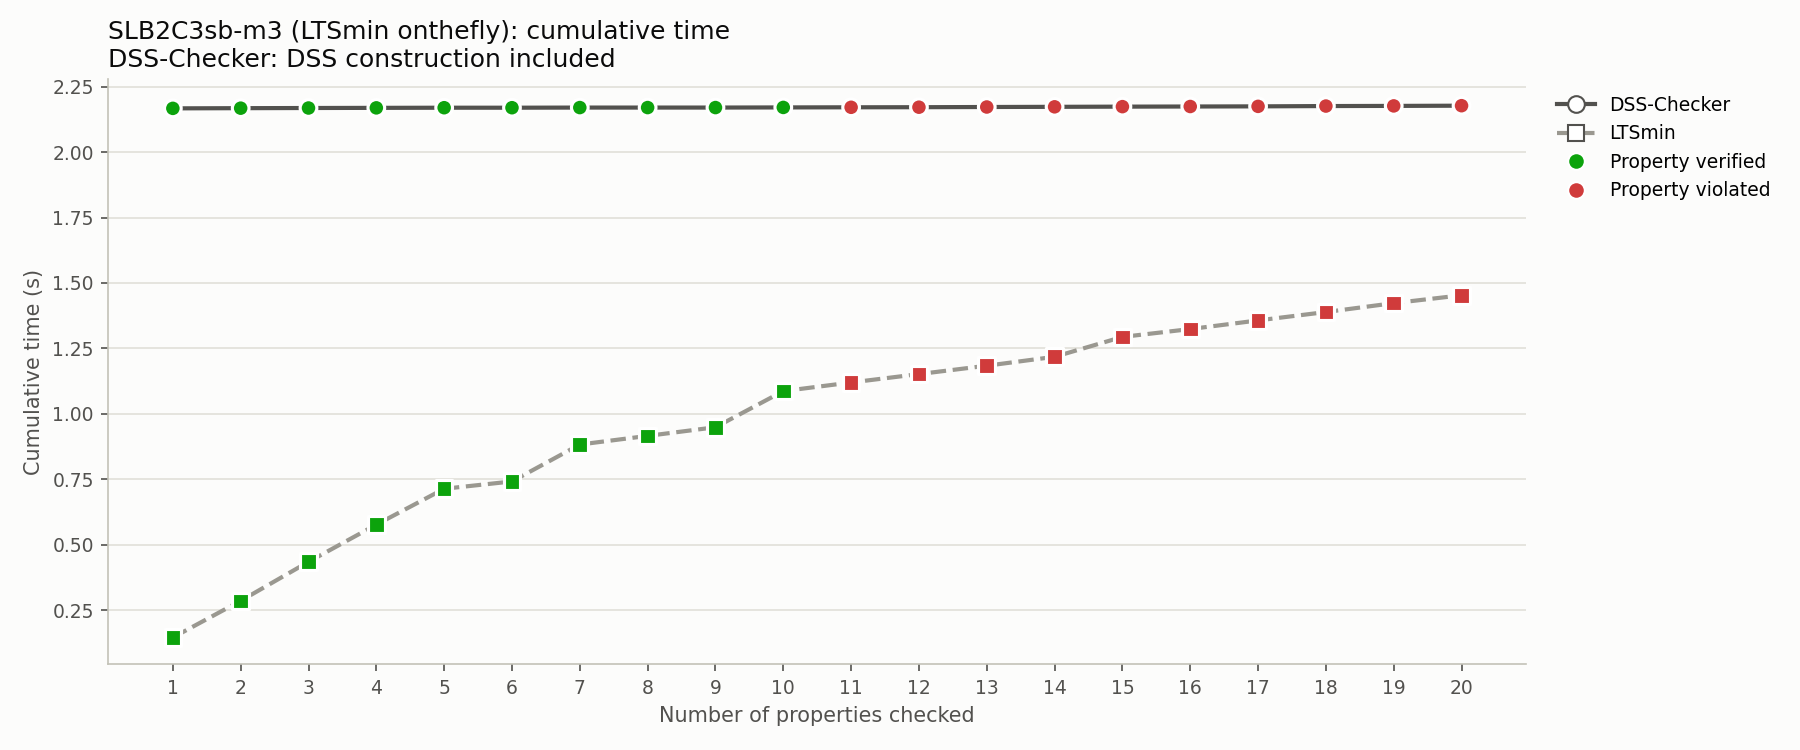 SLB2C3sb-m3 (LTSmin onthefly): cumulative time
DSS-Checker: DSS construction included
2.25
2.00
1.75
1.50
1.25
1.00
0.75
0.50
0.25
Cumulative time (s)
1 2 3 4 5 6 7 8 9 10 11 12 13 14 15 16 17 18 19 20
Number of properties checked
DSS-Checker
LTSmin
Property verified
Property violated